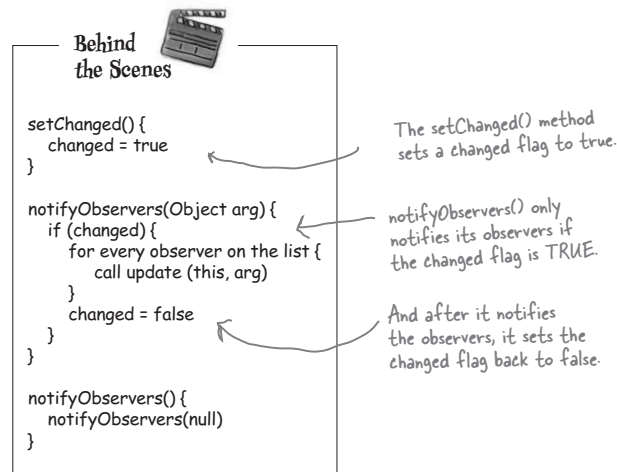 Behind
the Scenes
setChanged() {
changed = true
}
notifyObservers(Object arg) {
if (changed) {
for every observer on the list {
call update (this, arg)
}
changed = false
}
}
notifyObservers() {
notifyObservers(null)
}
The setChanged() method
sets a changed flag to true.
notifyObservers() only
notifies its observers if
the changed flag is TRUE.
And after it notifies
the observers, it sets the
changed flag back to false.